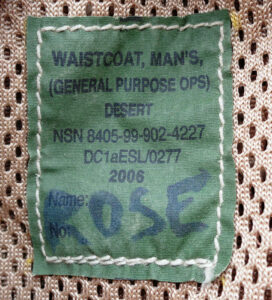 WAISTCOAT, MAN'S,
(GENERAL PURPOSE OPS)
DESERT
NSN 8405-99-902-4227
DC1aESL/0277
2006
Name:
ROSE
No: